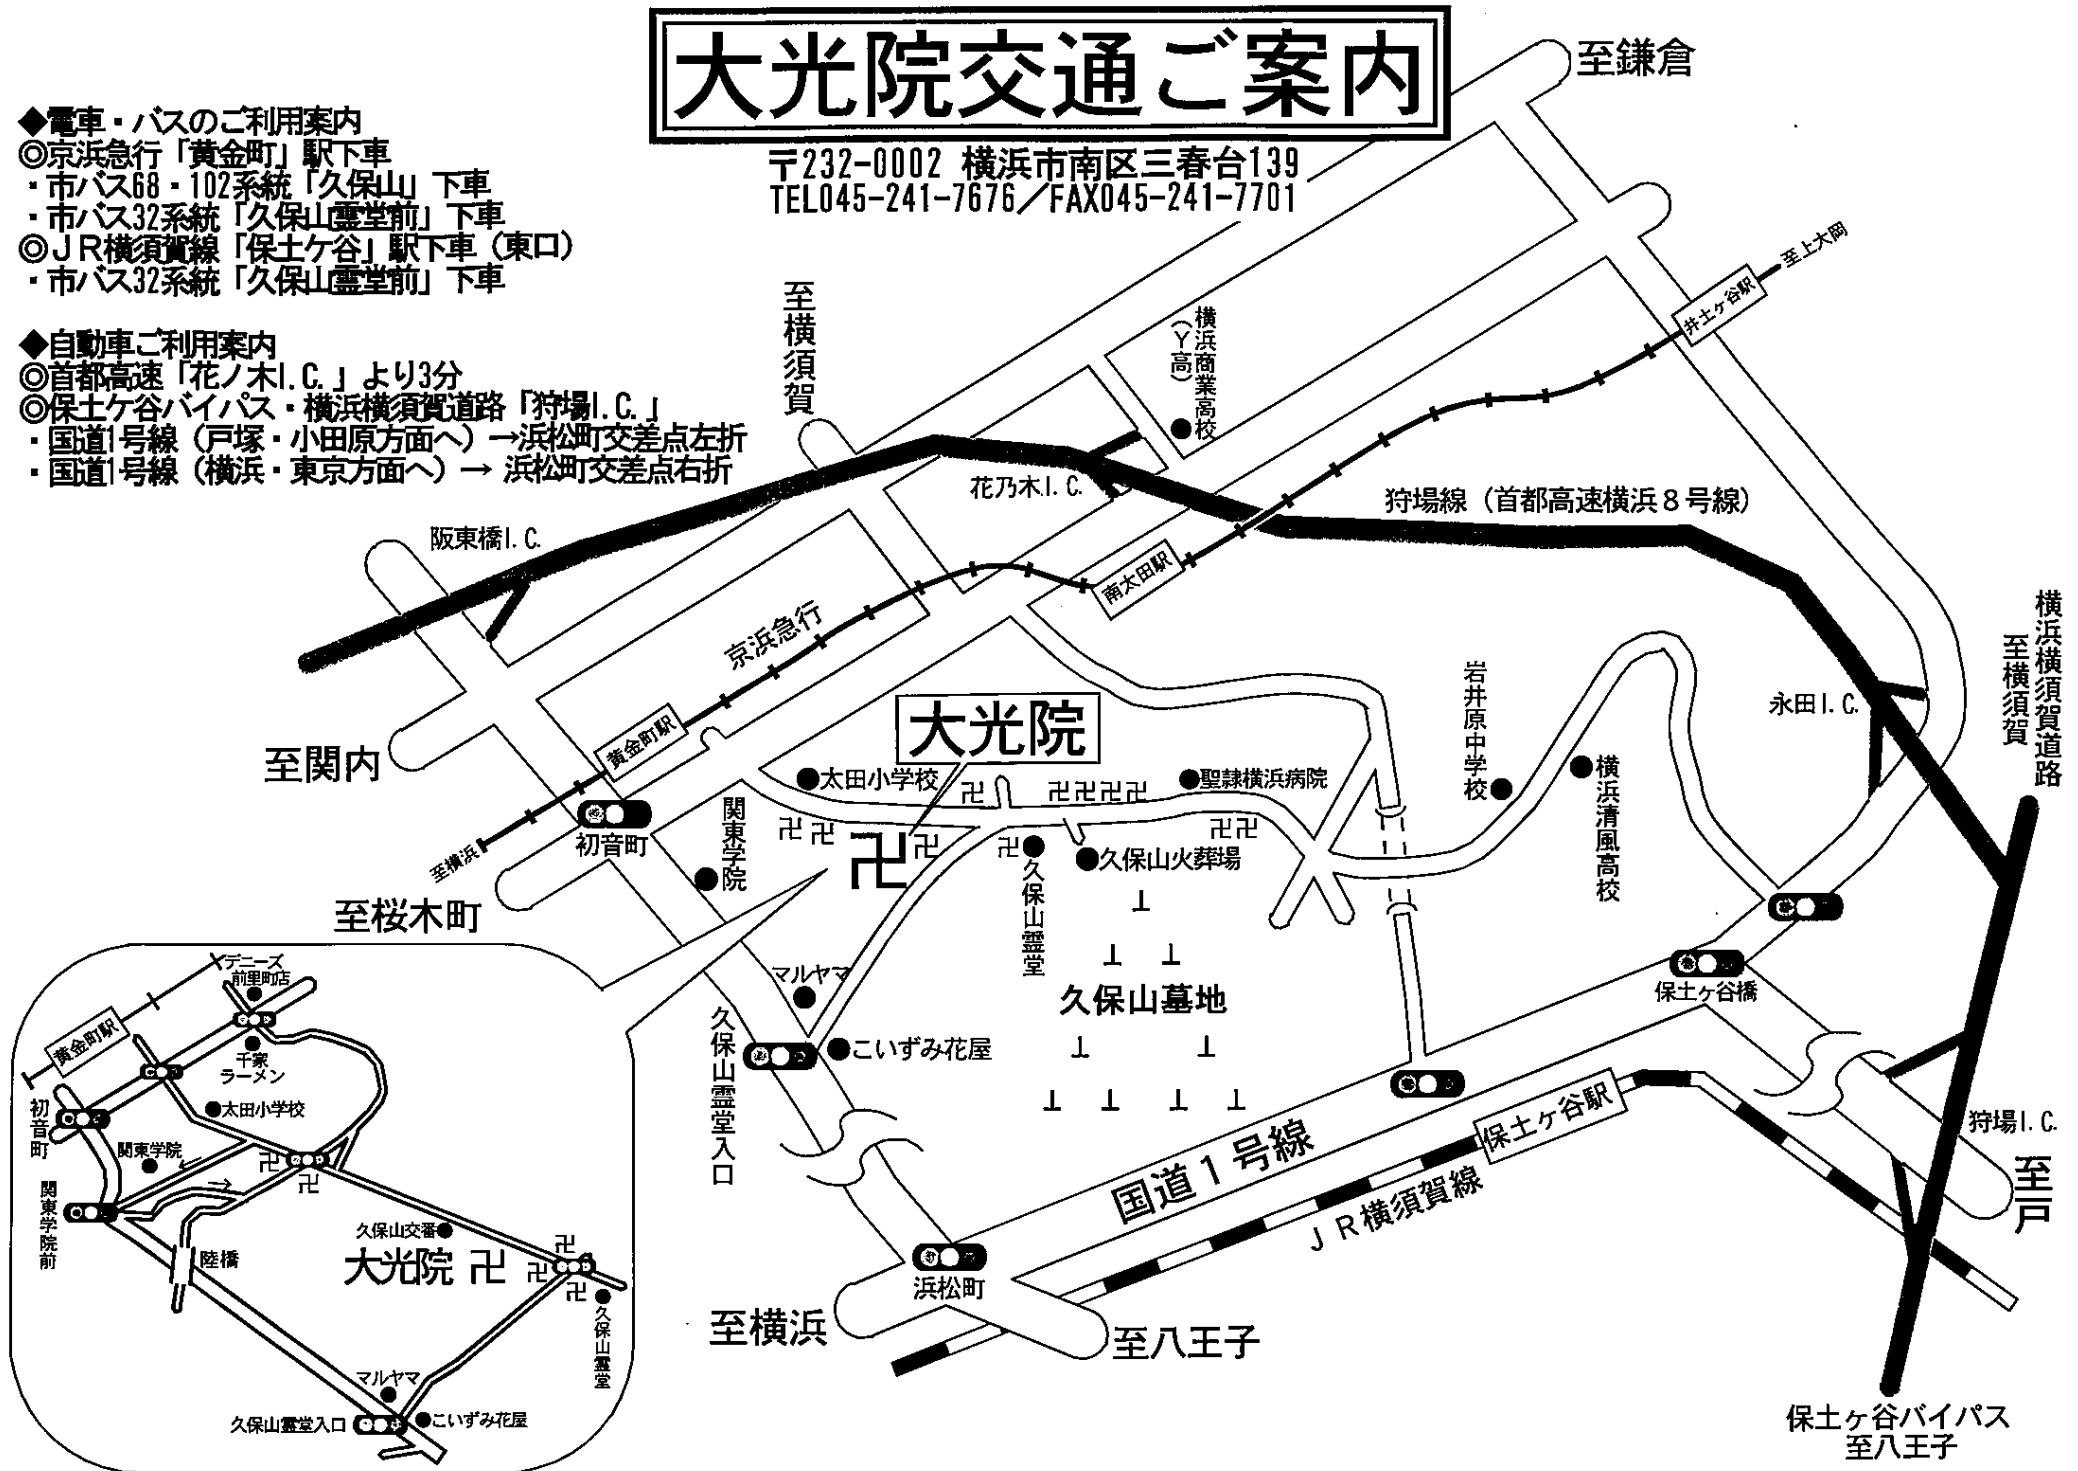 大光院交通ご案内
〒232-0002 横浜市南区三春台139
TEL045-241-7676／FAX045-241-7701
◆電車・バスのご利用案内
◎京浜急行「黄金町」駅下車
・市バス68・102系統「久保山」下車
・市バス32系統「久保山霊堂前」下車
◎ＪＲ横須賀線「保土ケ谷」駅下車（東口）
・市バス32系統「久保山霊堂前」下車
◆自動車ご利用案内
◎首都高速「花ノ木I.C.」より3分
◎保土ケ谷バイパス・横浜横須賀道路「狩場I.C.」
・国道1号線（戸塚・小田原方面へ）→浜松町交差点左折
・国道1号線（横浜・東京方面へ）→ 浜松町交差点右折
至鎌倉
至上大岡
井土ヶ谷駅
至横須賀
横浜商業高校
（Ｙ高）
花乃木I.C.
狩場線（首都高速横浜８号線）
阪東橋I.C.
南太田駅
京浜急行
横浜横須賀道路
至横須賀
永田I.C.
岩井原中学校
横浜清風高校
黄金町駅
至関内
大光院
太田小学校
聖隷横浜病院
初音町
至横浜
関東学院
久保山火葬場
久保山霊堂
至桜木町
マルヤマ
久保山墓地
保土ヶ谷橋
久保山霊堂入口
こいずみ花屋
保土ヶ谷駅
狩場I.C.
至戸
国道１号線
ＪＲ横須賀線
浜松町
至横浜
至八王子
保土ヶ谷バイパス
至八王子
デニーズ
前里町店
黄金町駅
千家
ラーメン
初音町
太田小学校
関東学院
関東学院前
久保山交番
陸橋
大光院
久保山霊堂
マルヤマ
久保山霊堂入口
こいずみ花屋